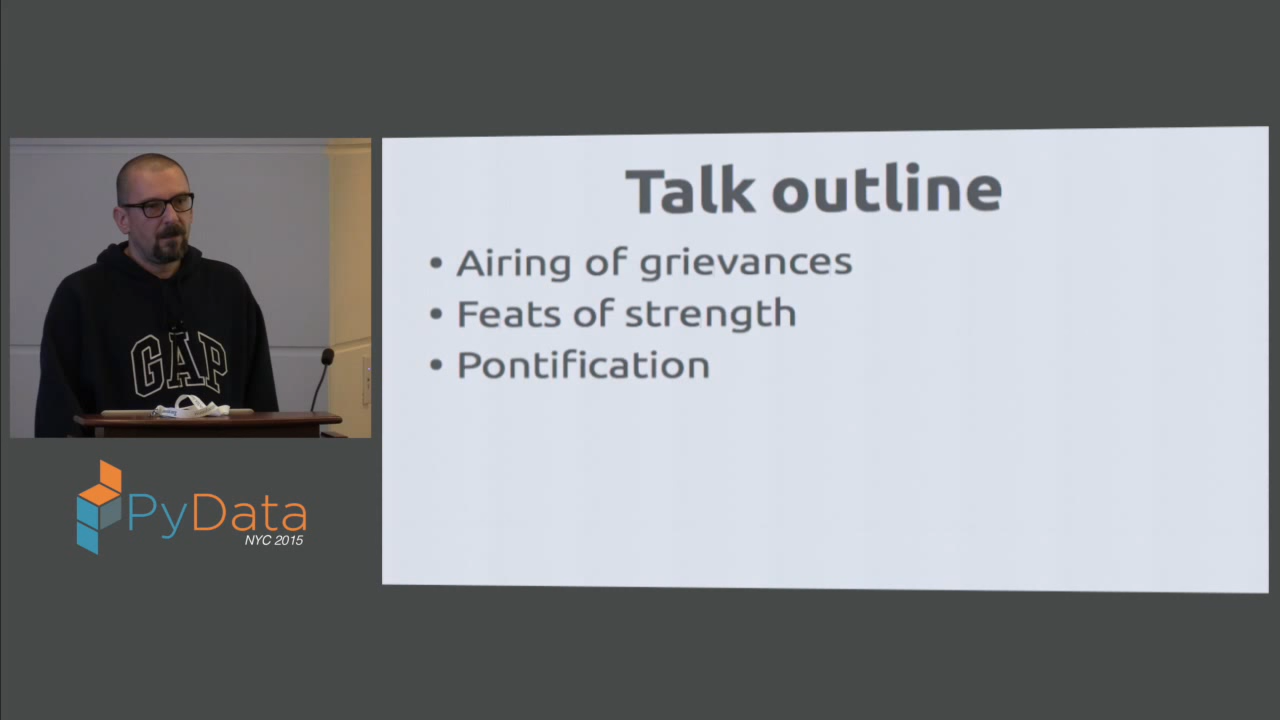 Talk outline
• Airing of grievances
• Feats of strength
• Pontification
GAP
PyData
NYC 2015